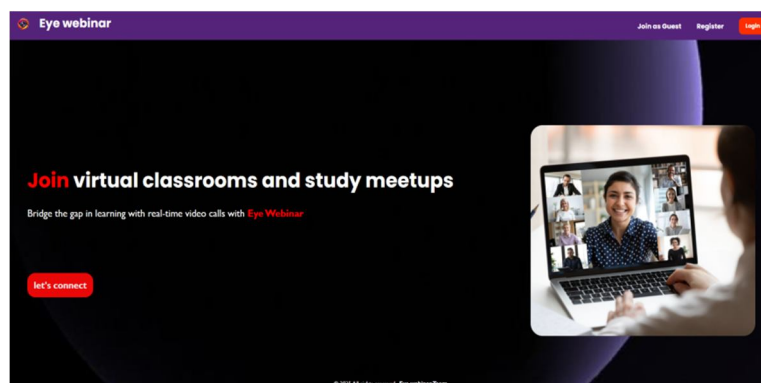 Eye webinar
Join as Guest Register Login
Join virtual classrooms and study meetups
Bridge the gap in learning with real-time video calls with Eye Webinar
let's connect